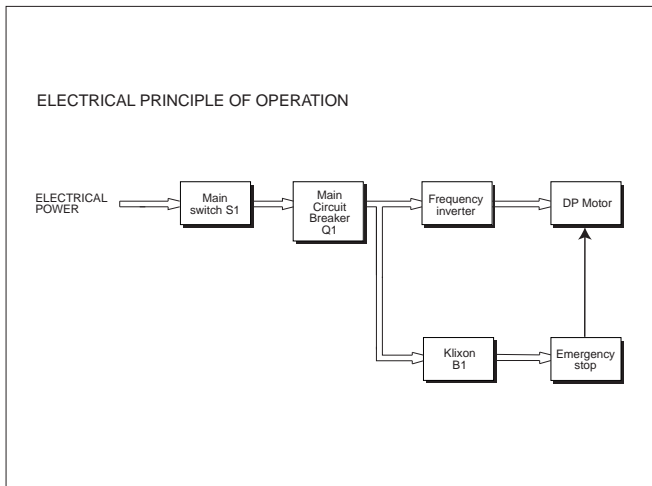 ELECTRICAL PRINCIPLE OF OPERATION
ELECTRICAL
POWER
Main
switch S1
Main
Circuit
Breaker
Q1
Frequency
inverter
DP Motor
Klixon
B1
Emergency
stop